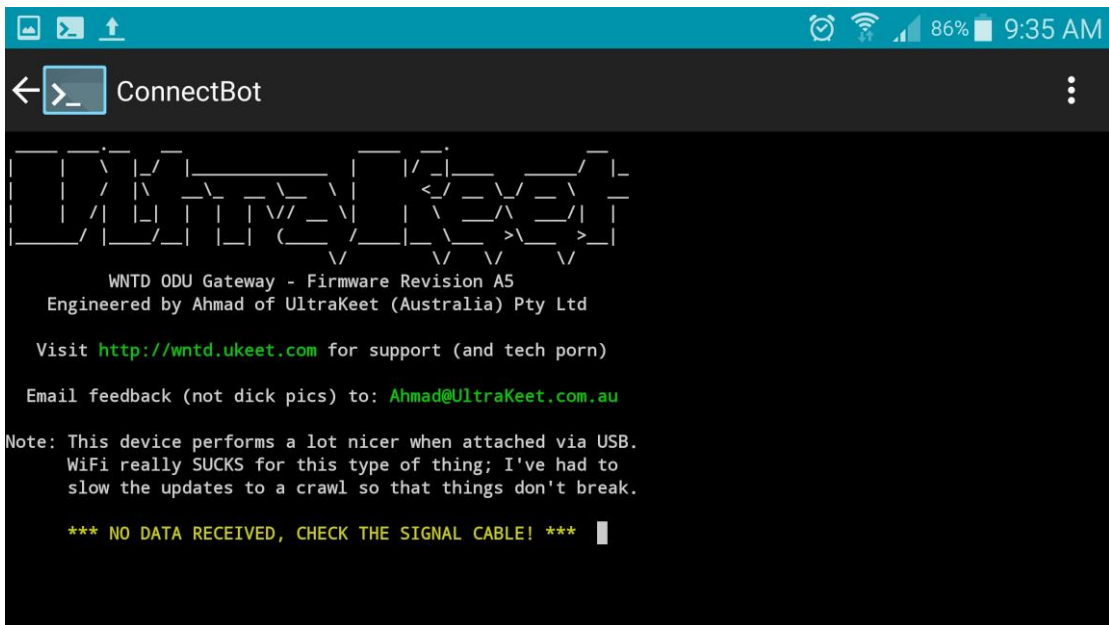 86% 9:35 AM
ConnectBot
UltraKeet
WNTD ODU Gateway - Firmware Revision A5
Engineered by Ahmad of UltraKeet (Australia) Pty Ltd
Visit http://wntd.ukeet.com for support (and tech porn)
Email feedback (not dick pics) to: Ahmad@UltraKeet.com.au
Note: This device performs a lot nicer when attached via USB.
WiFi really SUCKS for this type of thing; I've had to
slow the updates to a crawl so that things don't break.
*** NO DATA RECEIVED, CHECK THE SIGNAL CABLE! ***